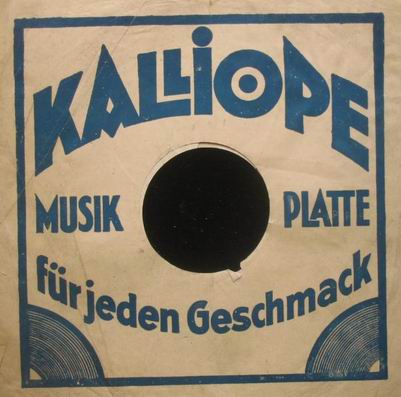 KALLIOPE
MUSIK PLATTE
für jeden Geschmack